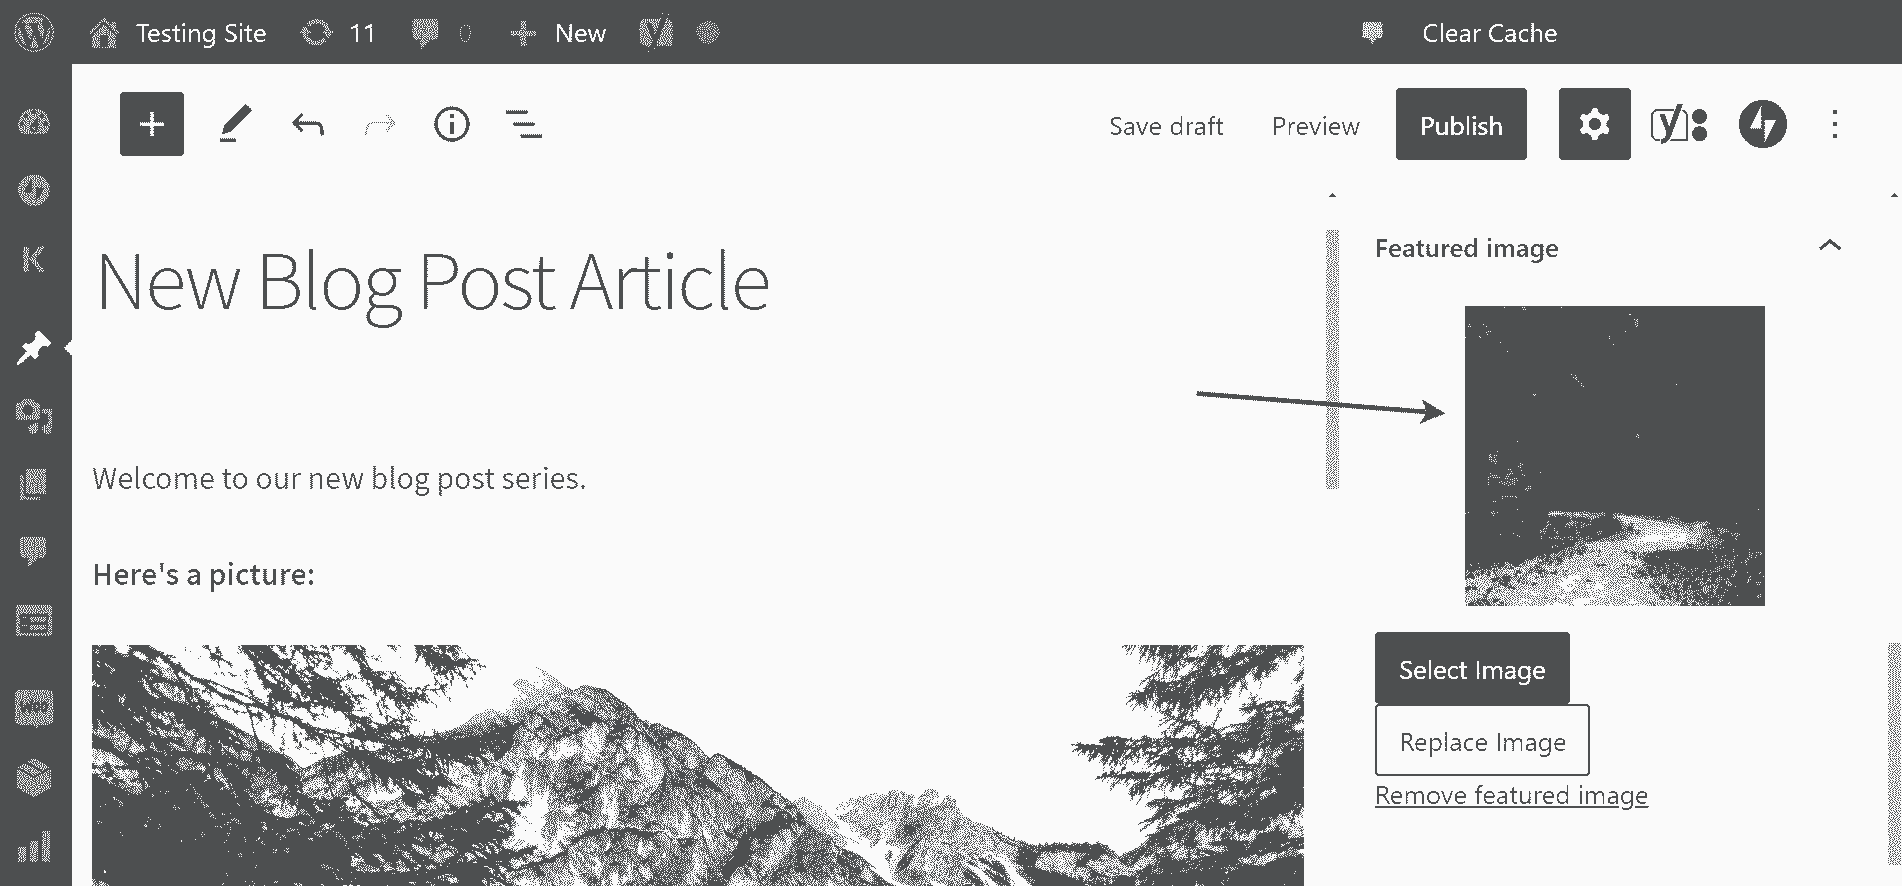 Testing Site 11 0 New Clear Cache
Save draft Preview Publish
Featured image
New Blog Post Article
Welcome to our new blog post series.
Here's a picture:
Select Image
Replace Image
Remove featured image